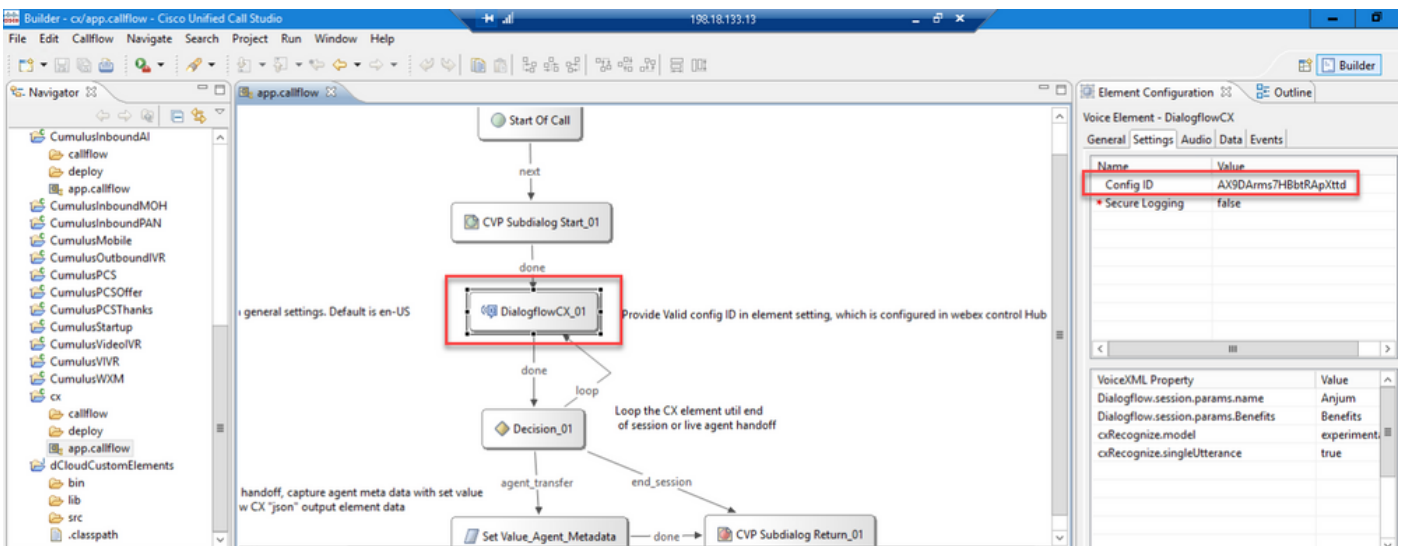 Builder - cx/app.callflow - Cisco Unified Call Studio
198.18.133.13
File Edit Callflow Navigate Search Project Run Window Help
Builder
Navigator
CumulusInboundAI
callflow
deploy
app.callflow
CumulusInboundMOH
CumulusInboundPAN
CumulusMobile
CumulusOutboundIVR
CumulusPCS
CumulusPCSOffer
CumulusPCSThanks
CumulusStartup
CumulusVideoIVR
CumulusVIVR
CumulusWXM
cx
callflow
deploy
app.callflow
dCloudCustomElements
bin
lib
src
.classpath
app.callflow
Start Of Call
next
CVP Subdialog Start_01
done
general settings. Default is en-US
DialogflowCX_01
Provide Valid config ID in element setting, which is configured in webex control Hub
done
loop
Decision_01
Loop the CX element util end
of session or live agent handoff
agent_transfer
end_session
handoff, capture agent meta data with set value
w CX "json" output element data
Set Value_Agent_Metadata
done
CVP Subdialog Return_01
Element Configuration
Outline
Voice Element - DialogflowCX
General Settings Audio Data Events
Name Value
Config ID AX9DArms7HBbtRApXttd
* Secure Logging false
VoiceXML Property Value
Dialogflow.session.params.name Anjum
Dialogflow.session.params.Benefits Benefits
cxRecognize.model experiment
cxRecognize.singleUtterance true